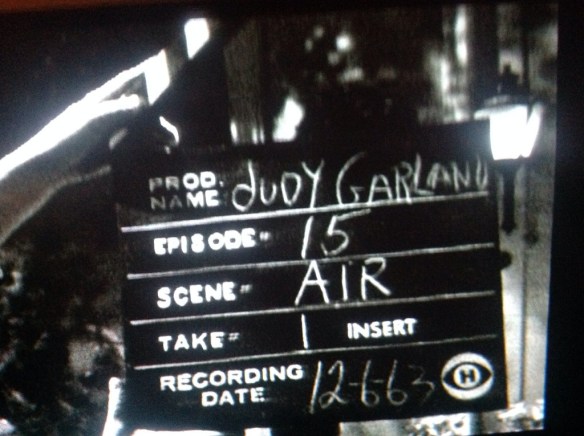 PROD.
NAME JUDY GARLAND
EPISODE# 15
SCENE# AIR
TAKE# 1 INSERT
RECORDING
DATE 12-6-63 H